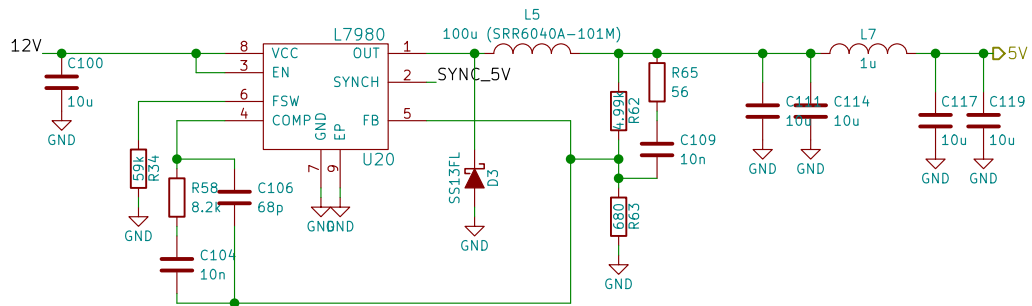 12V
C100
10u
GND
L7980
8
VCC
3
EN
6
FSW
4
COMP
OUT
1
SYNCH
2
FB
5
GND
EP
7
9
U20
GND
GND
SYNC_5V
59k
R34
GND
R58
8.2k
C106
68p
C104
10n
L5
100u (SRR6040A-101M)
SS13FL
D3
GND
4.99k
R62
R65
56
C109
10n
680
R63
GND
C111
10u
GND
C114
10u
GND
L7
1u
C117
10u
GND
C119
10u
GND
5V